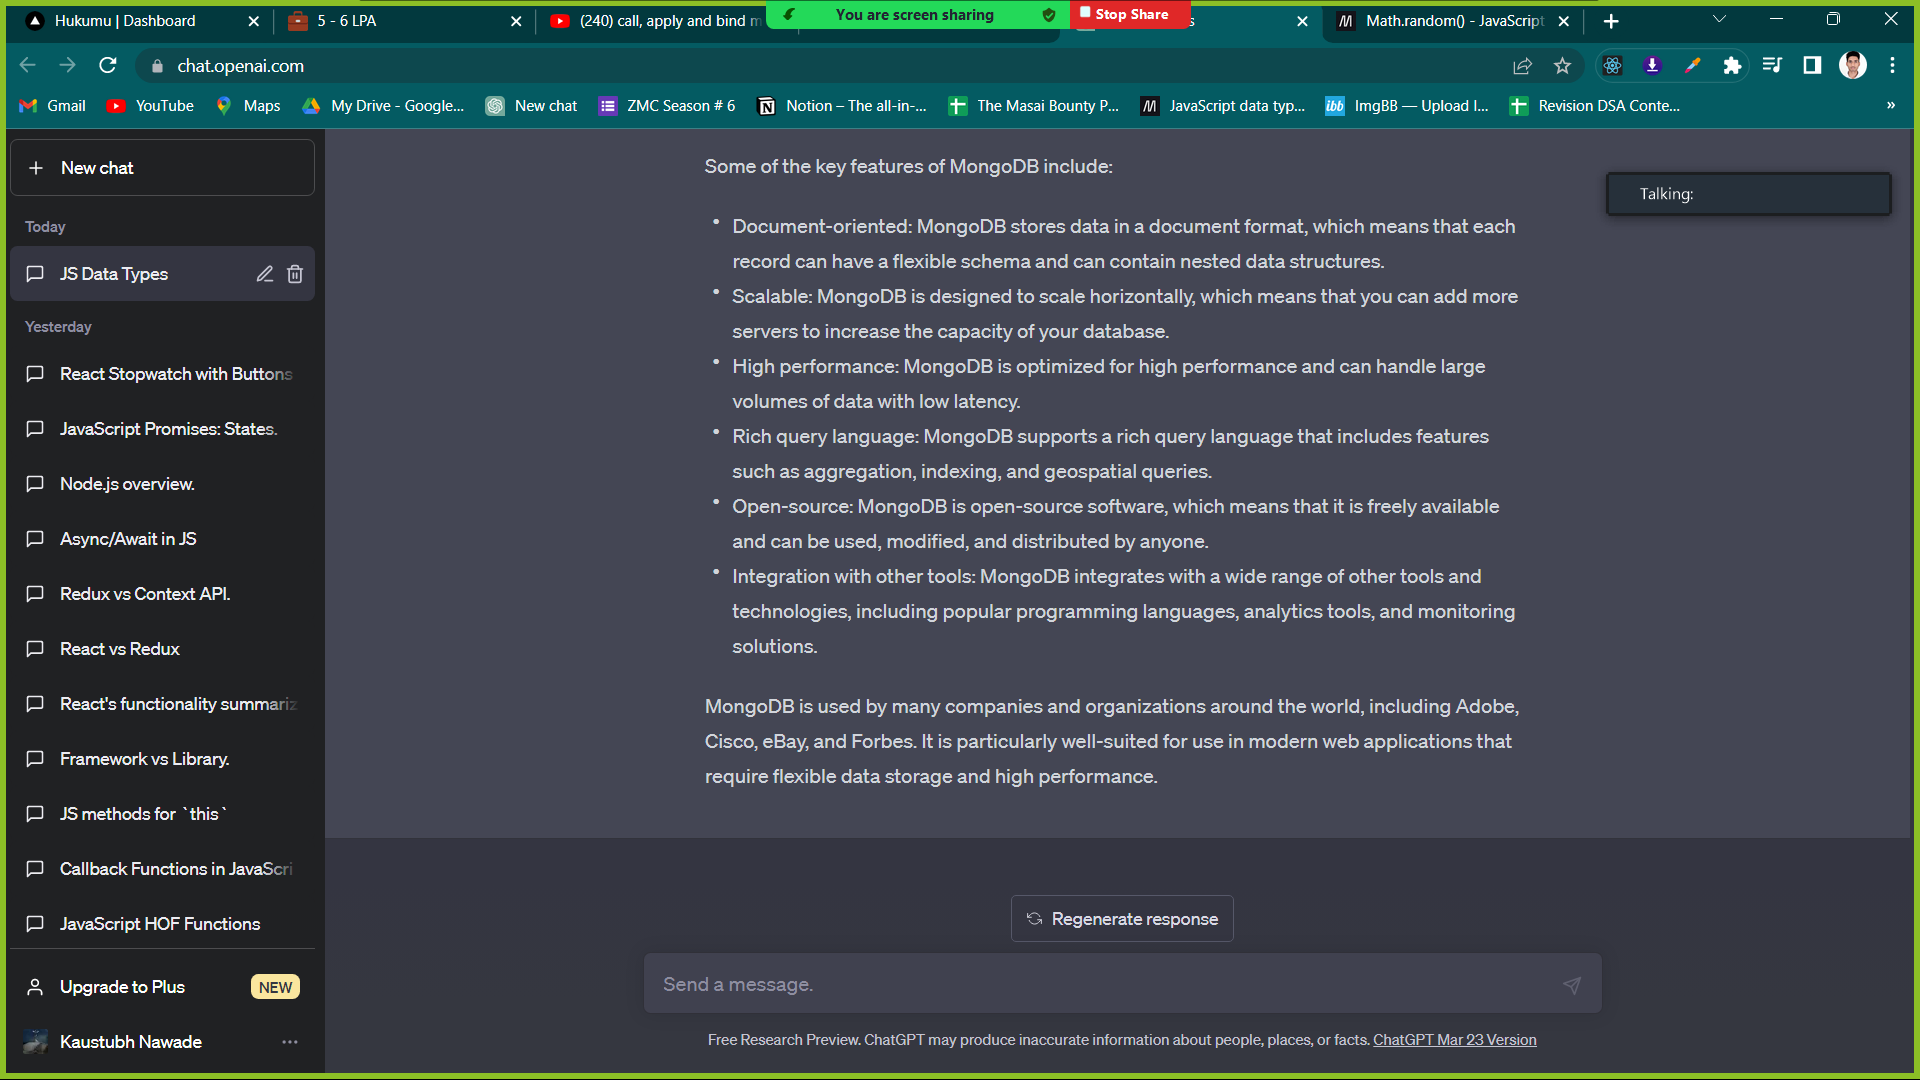 Hukumu | Dashboard
5 - 6 LPA
(240) call, apply and bind m
You are screen sharing
Stop Share
Math.random() - JavaScript
chat.openai.com
Gmail
YouTube
Maps
My Drive - Google...
New chat
ZMC Season # 6
Notion – The all-in-...
The Masai Bounty P...
JavaScript data typ...
ibb
ImgBB — Upload I...
Revision DSA Conte...
»
New chat
Today
JS Data Types
Yesterday
React Stopwatch with Buttons
JavaScript Promises: States.
Node.js overview.
Async/Await in JS
Redux vs Context API.
React vs Redux
React's functionality summariz
Framework vs Library.
JS methods for `this`
Callback Functions in JavaScri
JavaScript HOF Functions
Upgrade to Plus
NEW
Kaustubh Nawade
Some of the key features of MongoDB include:
• Document-oriented: MongoDB stores data in a document format, which means that each
record can have a flexible schema and can contain nested data structures.
• Scalable: MongoDB is designed to scale horizontally, which means that you can add more
servers to increase the capacity of your database.
• High performance: MongoDB is optimized for high performance and can handle large
volumes of data with low latency.
• Rich query language: MongoDB supports a rich query language that includes features
such as aggregation, indexing, and geospatial queries.
• Open-source: MongoDB is open-source software, which means that it is freely available
and can be used, modified, and distributed by anyone.
• Integration with other tools: MongoDB integrates with a wide range of other tools and
technologies, including popular programming languages, analytics tools, and monitoring
solutions.
MongoDB is used by many companies and organizations around the world, including Adobe,
Cisco, eBay, and Forbes. It is particularly well-suited for use in modern web applications that
require flexible data storage and high performance.
Talking:
Regenerate response
Send a message.
Free Research Preview. ChatGPT may produce inaccurate information about people, places, or facts. ChatGPT Mar 23 Version